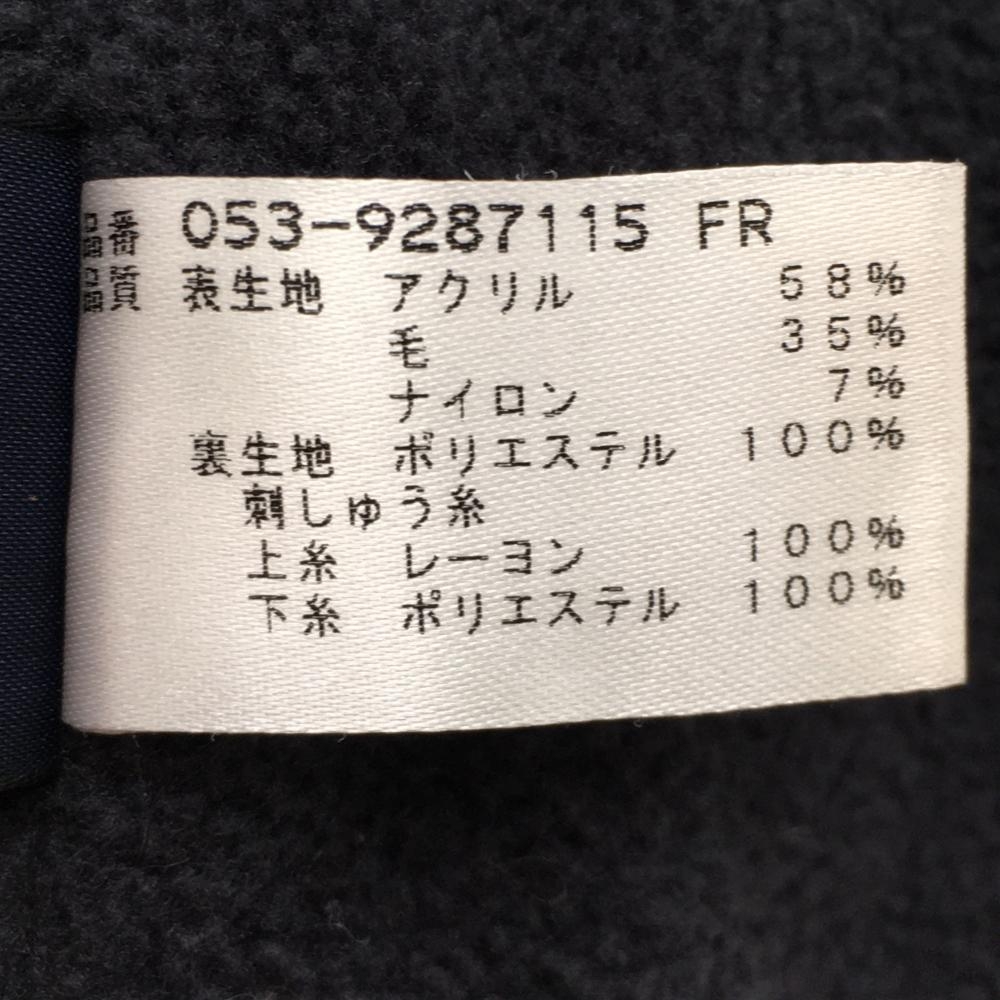 品番 053-9287115 FR
品質 表生地 アクリル 58%
毛 35%
ナイロン 7%
裏生地 ポリエステル 100%
刺しゅう糸
上糸 レーヨン 100%
下糸 ポリエステル 100%